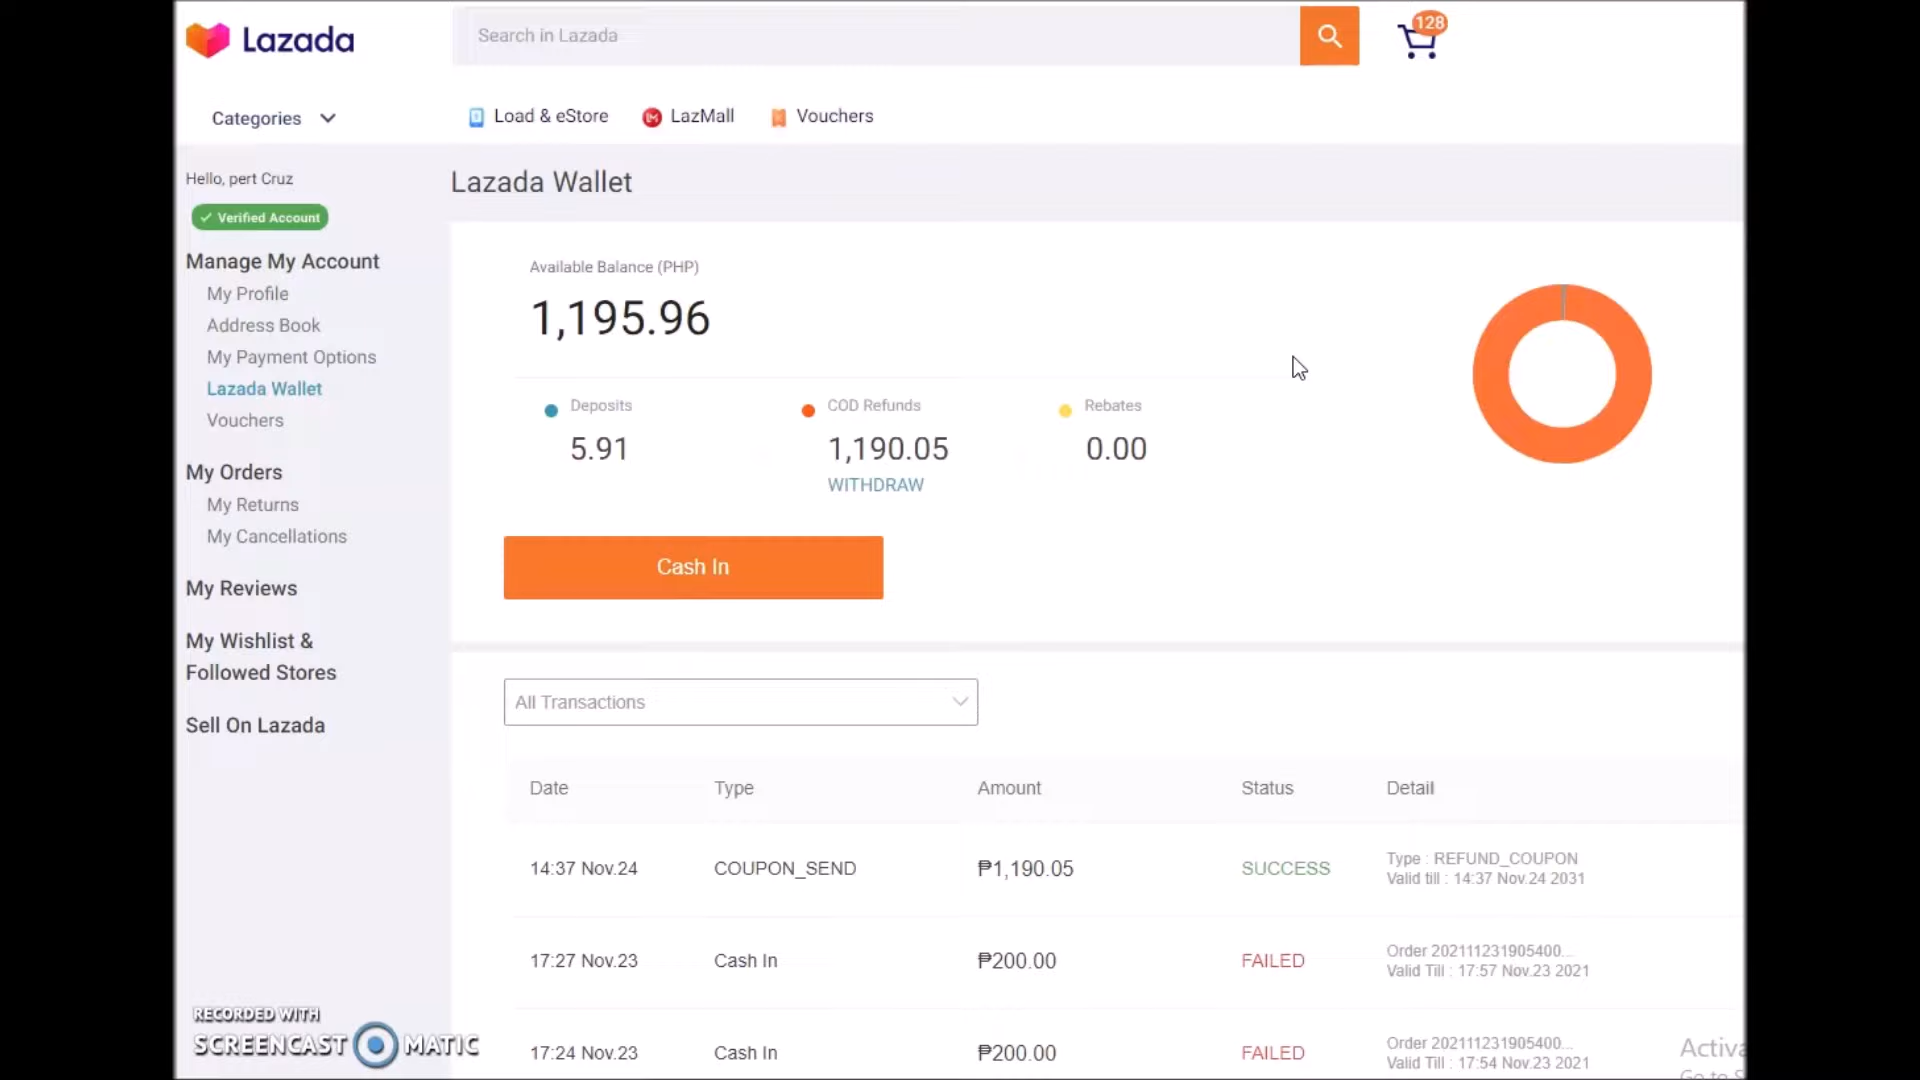 Lazada
Search in Lazada
128
Categories
Load & eStore
LazMall
Vouchers
Hello, pert Cruz
Verified Account
Manage My Account
My Profile
Address Book
My Payment Options
Lazada Wallet
Vouchers
My Orders
My Returns
My Cancellations
My Reviews
My Wishlist &
Followed Stores
Sell On Lazada
Lazada Wallet
Available Balance (PHP)
1,195.96
Deposits
5.91
COD Refunds
1,190.05
WITHDRAW
Rebates
0.00
Cash In
All Transactions
Date Type Amount Status Detail
14:37 Nov.24 COUPON_SEND ₱1,190.05 SUCCESS Type : REFUND_COUPON
Valid till : 14:37 Nov.24 2031
17:27 Nov.23 Cash In ₱200.00 FAILED Order 202111231905400...
Valid Till : 17:57 Nov.23 2021
17:24 Nov.23 Cash In ₱200.00 FAILED Order 202111231905400...
Valid Till : 17:54 Nov.23 2021
RECORDED WITH
SCREENCAST MATIC
Activa
Go to S